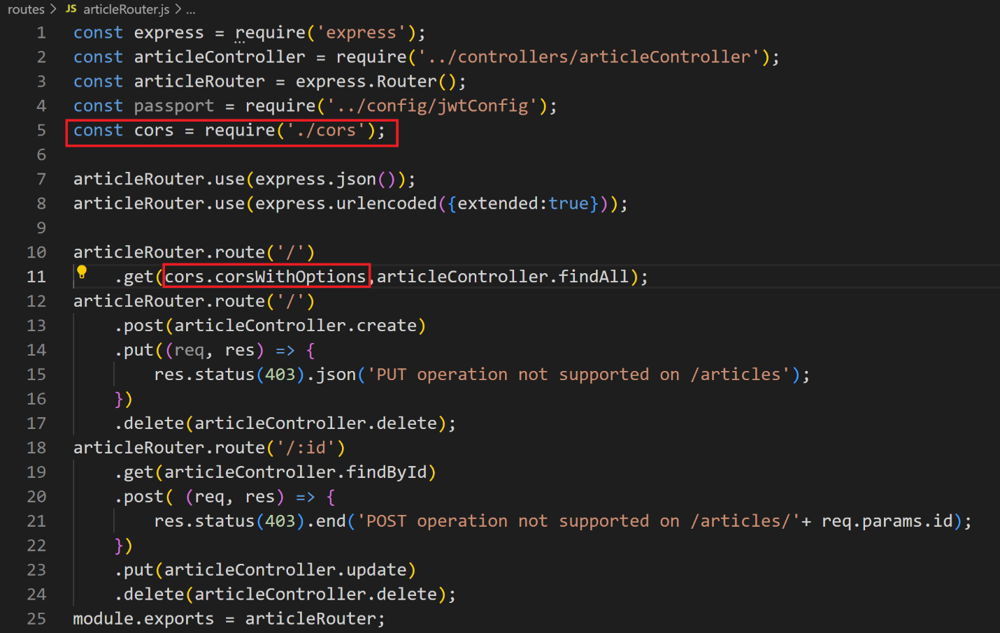 routes > JS articleRouter.js > ...
1 const express = require('express');
2 const articleController = require('../controllers/articleController');
3 const articleRouter = express.Router();
4 const passport = require('../config/jwtConfig');
5 const cors = require('./cors');
6
7 articleRouter.use(express.json());
8 articleRouter.use(express.urlencoded({extended:true}));
9
10 articleRouter.route('/')
11     .get(cors.corsWithOptions,articleController.findAll);
12 articleRouter.route('/')
13     .post(articleController.create)
14     .put((req, res) => {
15         res.status(403).json('PUT operation not supported on /articles');
16     })
17     .delete(articleController.delete);
18 articleRouter.route('/:id')
19     .get(articleController.findById)
20     .post( (req, res) => {
21         res.status(403).end('POST operation not supported on /articles/'+ req.params.id);
22     })
23     .put(articleController.update)
24     .delete(articleController.delete);
25 module.exports = articleRouter;